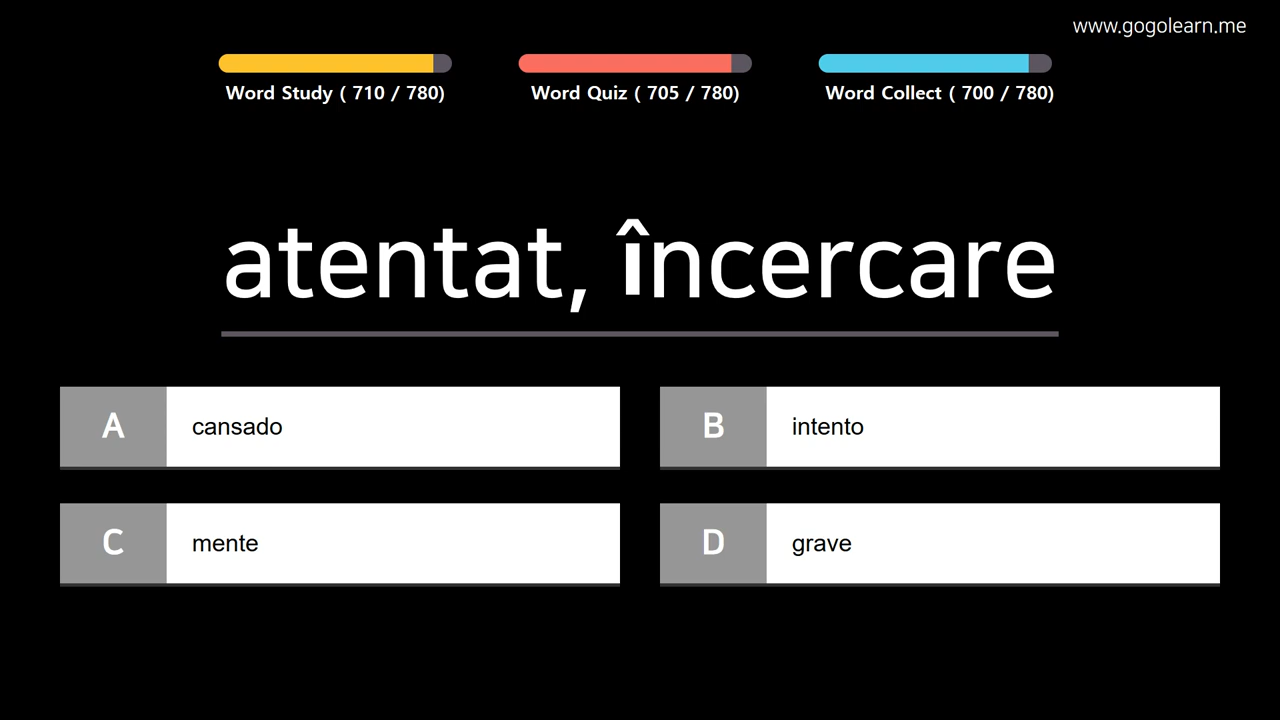 www.gogolearn.me
Word Study ( 710 / 780)
Word Quiz ( 705 / 780)
Word Collect ( 700 / 780)
atentat, încercare
A cansado
B intento
C mente
D grave